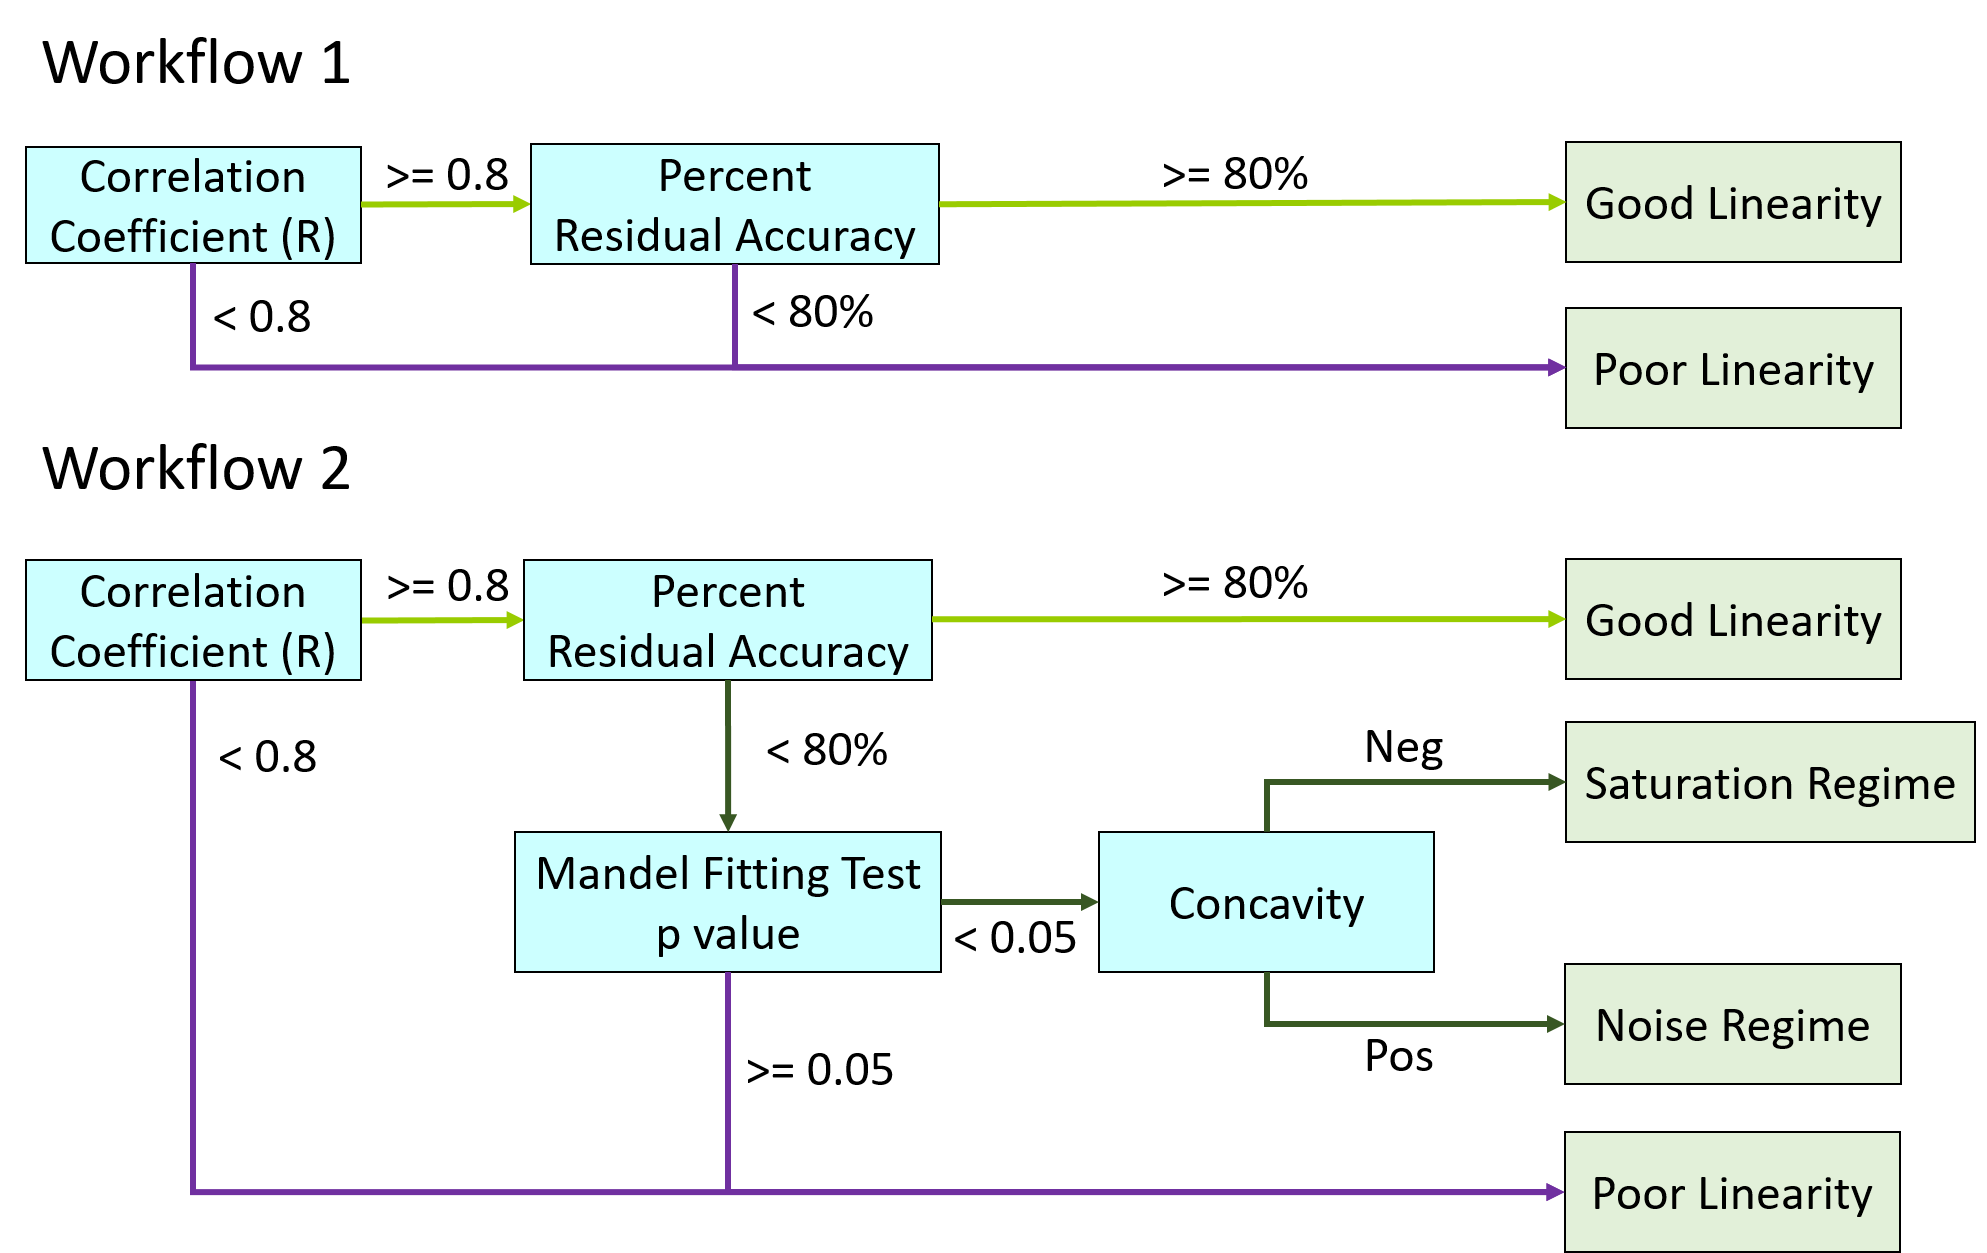 Workflow 1
Correlation
Coefficient (R)
>= 0.8
Percent
Residual Accuracy
>= 80%
Good Linearity
< 0.8
< 80%
Poor Linearity
Workflow 2
Correlation
Coefficient (R)
>= 0.8
Percent
Residual Accuracy
>= 80%
Good Linearity
< 0.8
< 80%
Neg
Saturation Regime
Mandel Fitting Test
p value
< 0.05
Concavity
Pos
Noise Regime
>= 0.05
Poor Linearity